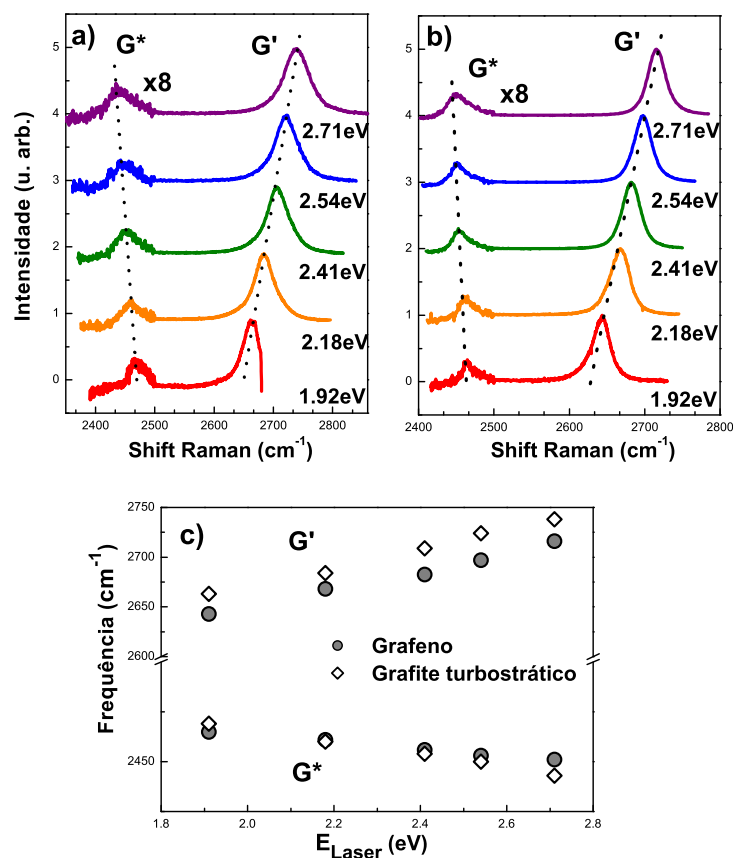 a)
G*
G'
x8
2.71eV
2.54eV
2.41eV
2.18eV
1.92eV
Intensidade (u. arb.)
5
4
3
2
1
0
2400 2500 2600 2700 2800
Shift Raman (cm⁻¹)
b)
G*
G'
x8
2.71eV
2.54eV
2.41eV
2.18eV
1.92eV
5
4
3
2
1
0
2400 2500 2600 2700 2800
Shift Raman (cm⁻¹)
c)
G'
Grafeno
Grafite turbostrático
G*
Frequência (cm⁻¹)
2750
2700
2650
2600
2450
1.8 2.0 2.2 2.4 2.6 2.8
E_Laser (eV)